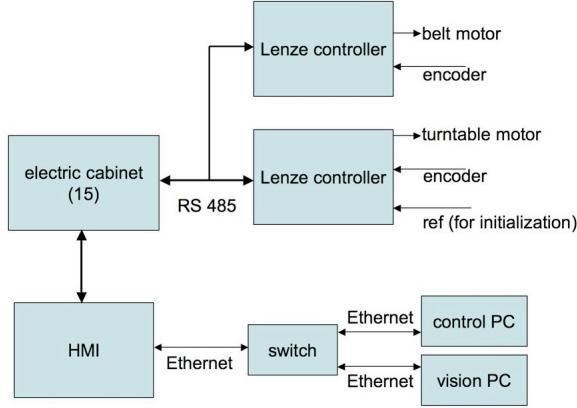 Lenze controller
belt motor
encoder
electric cabinet
(15)
RS 485
Lenze controller
turntable motor
encoder
ref (for initialization)
HMI
Ethernet
switch
Ethernet
control PC
Ethernet
vision PC